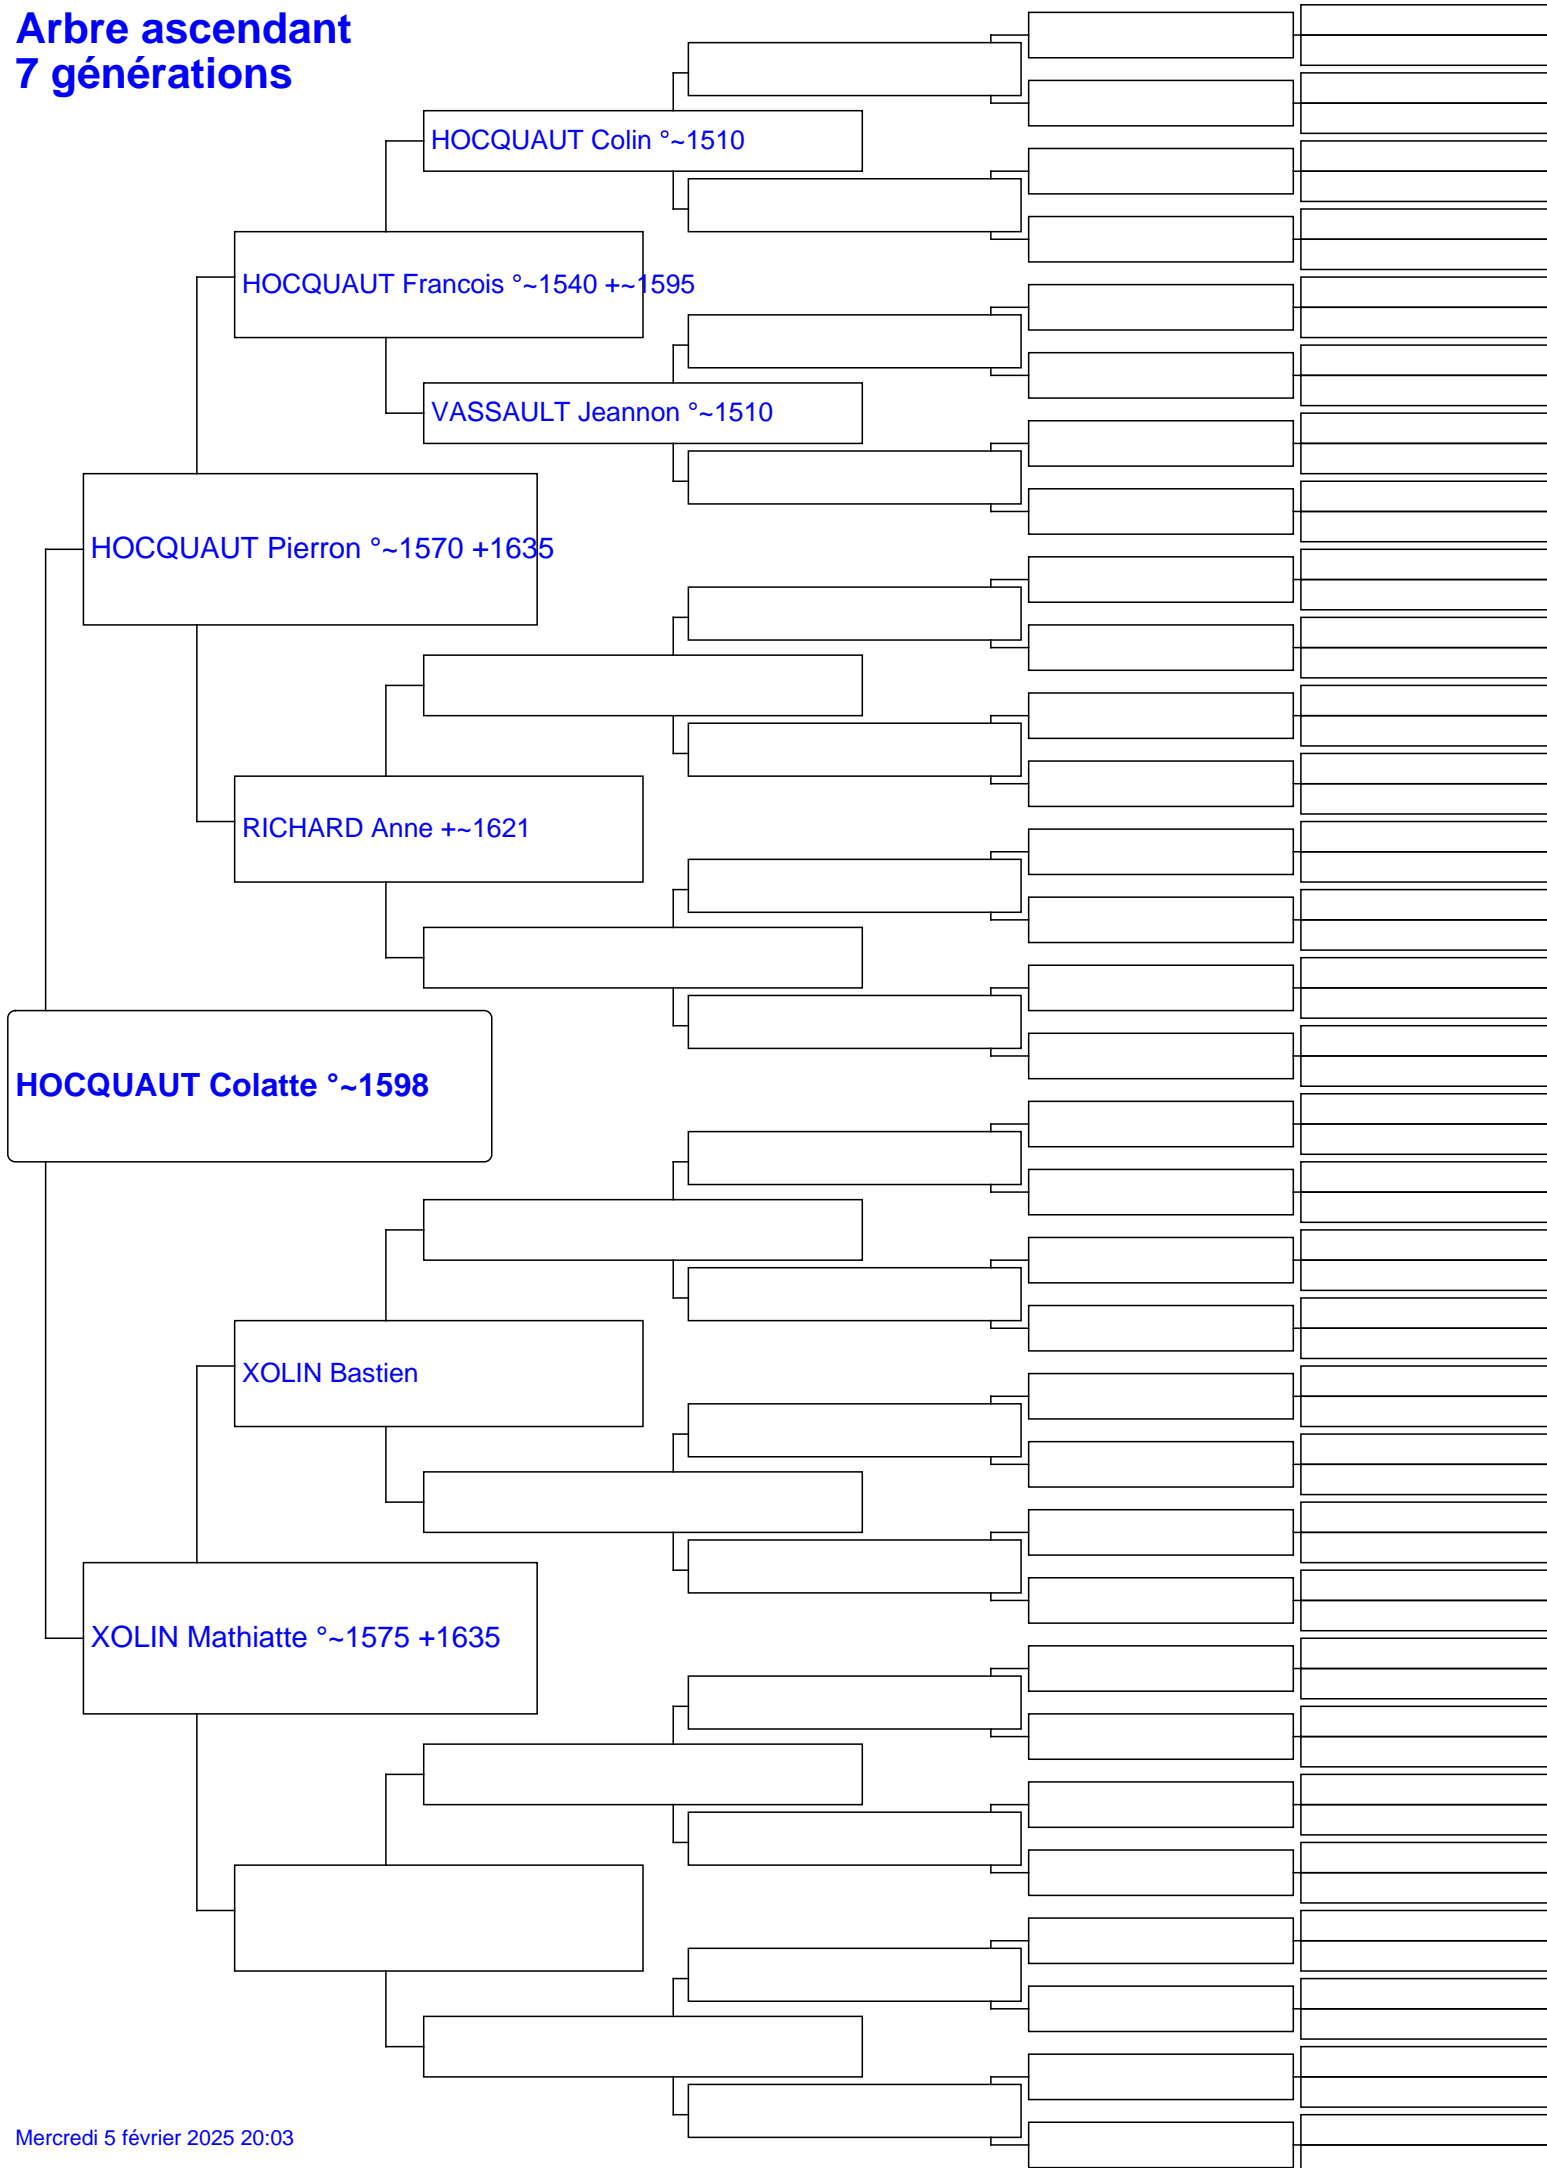 Arbre ascendant
7 générations
HOCQUAUT Colin °~1510
HOCQUAUT Francois °~1540 +~1595
VASSAULT Jeannon °~1510
HOCQUAUT Pierron °~1570 +1635
RICHARD Anne +~1621
HOCQUAUT Colatte °~1598
XOLIN Bastien
XOLIN Mathiatte °~1575 +1635
Mercredi 5 février 2025 20:03